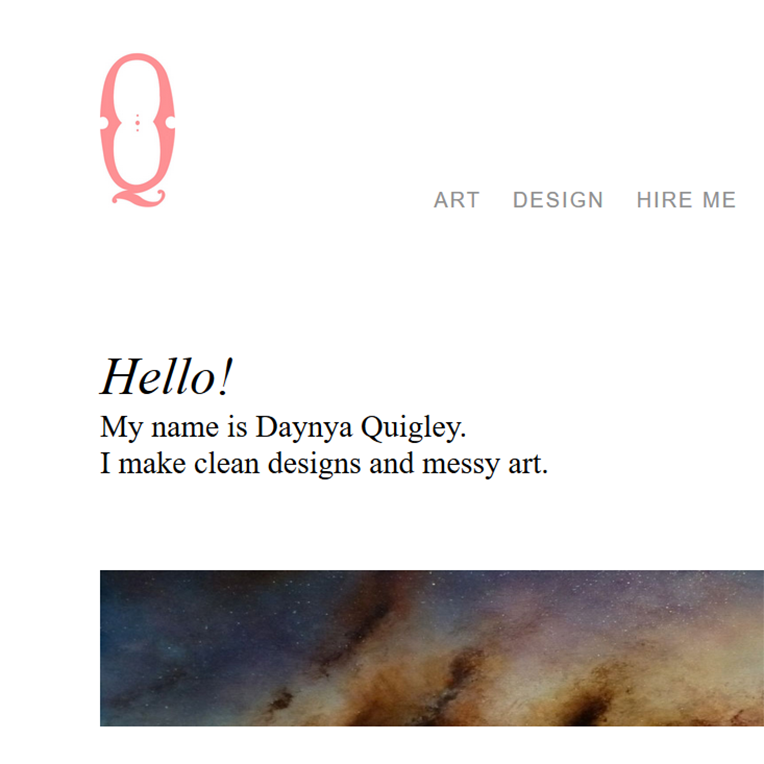 Q
ART DESIGN HIRE ME
Hello!
My name is Daynya Quigley.
I make clean designs and messy art.